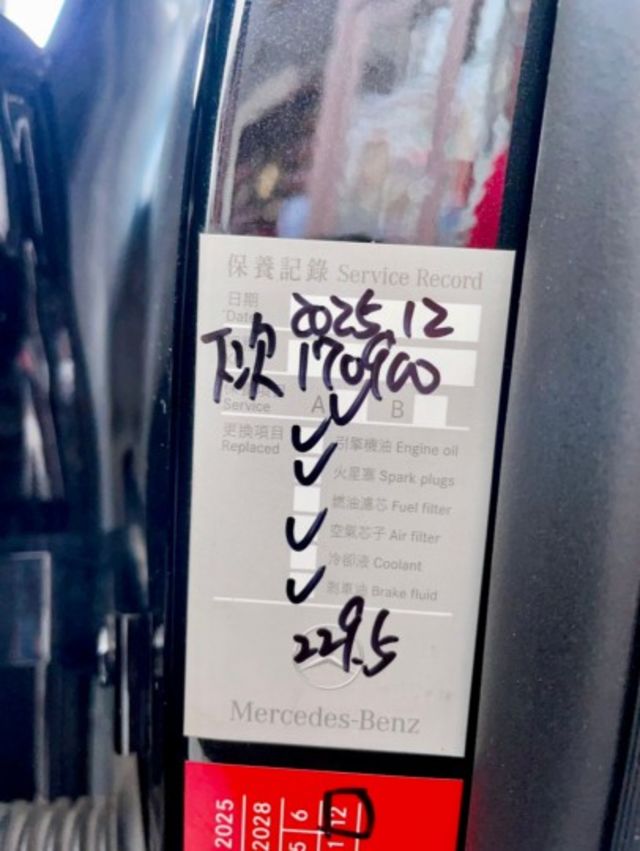 保養記錄 Service Record
日期 2025.12
Date
下次 170900
Service A B
更換項目 引擎機油 Engine oil
Replaced
火星塞 Spark plugs
燃油濾芯 Fuel filter
空氣芯子 Air filter
冷卻液 Coolant
剎車油 Brake fluid
229.5
Mercedes-Benz
2025
2028
6
12